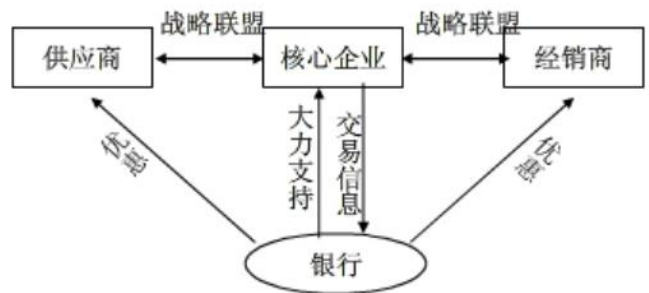 战略联盟
战略联盟
供应商
核心企业
经销商
优惠
大力支持
交易信息
优惠
银行